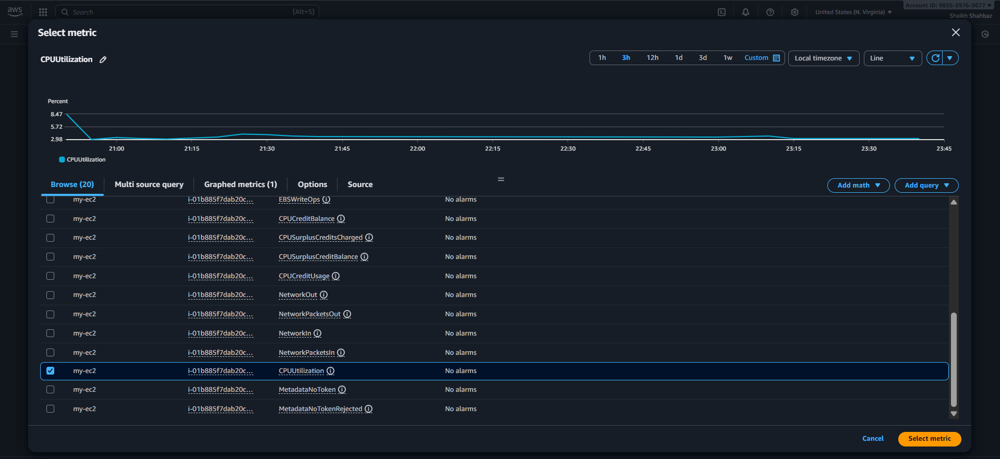 aws
Search [Alt+S]
United States (N. Virginia)
Account ID: 9855-3976-9677
Shaikh Shahbaz
Select metric
CPUUtilization
1h 3h 12h 1d 3d 1w Custom Local timezone Line
Percent
8.47
5.72
2.98
21:00 21:15 21:30 21:45 22:00 22:15 22:30 22:45 23:00 23:15 23:30 23:45
CPUUtilization
Browse (20) Multi source query Graphed metrics (1) Options Source Add math Add query
my-ec2 i-01b885f7dab20c... EBSWriteOps No alarms
my-ec2 i-01b885f7dab20c... CPUCreditBalance No alarms
my-ec2 i-01b885f7dab20c... CPUSurplusCreditsCharged No alarms
my-ec2 i-01b885f7dab20c... CPUSurplusCreditBalance No alarms
my-ec2 i-01b885f7dab20c... CPUCreditUsage No alarms
my-ec2 i-01b885f7dab20c... NetworkOut No alarms
my-ec2 i-01b885f7dab20c... NetworkPacketsOut No alarms
my-ec2 i-01b885f7dab20c... NetworkIn No alarms
my-ec2 i-01b885f7dab20c... NetworkPacketsIn No alarms
my-ec2 i-01b885f7dab20c... CPUUtilization No alarms
my-ec2 i-01b885f7dab20c... MetadataNoToken No alarms
my-ec2 i-01b885f7dab20c... MetadataNoTokenRejected No alarms
Cancel Select metric